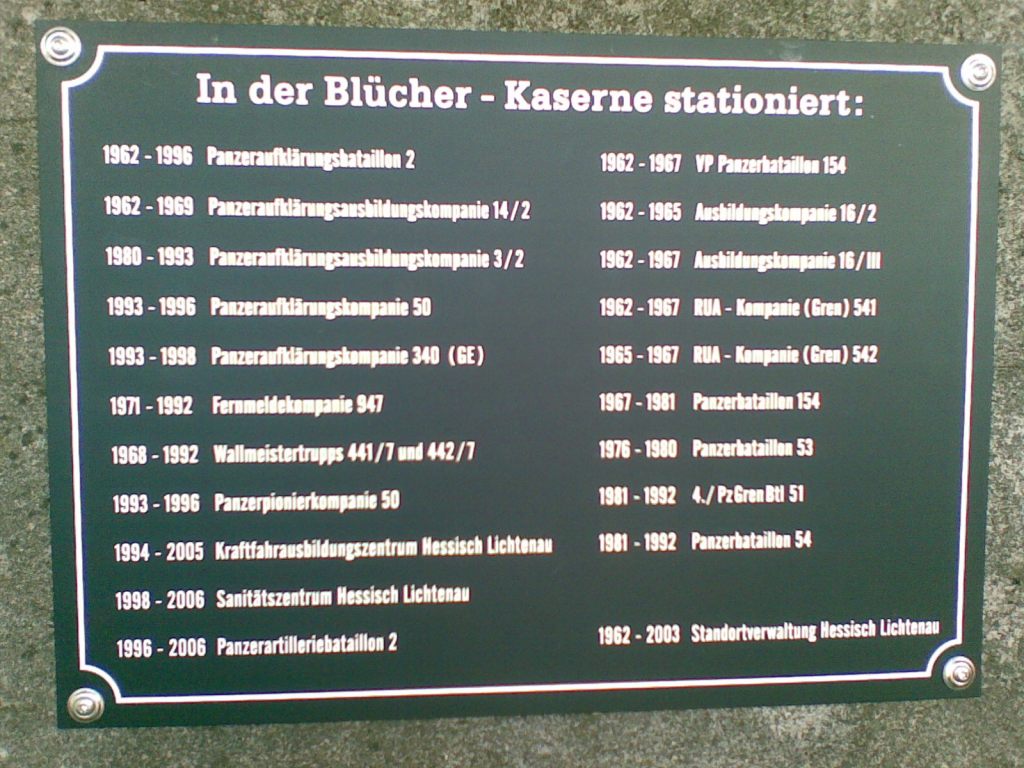 In der Blücher - Kaserne stationiert:
1962 - 1996 Panzeraufklärungsbataillon 2
1962 - 1969 Panzeraufklärungsausbildungskompanie 14/2
1980 - 1993 Panzeraufklärungsausbildungskompanie 3/2
1993 - 1996 Panzeraufklärungskompanie 50
1993 - 1998 Panzeraufklärungskompanie 340 (GE)
1971 - 1992 Fernmeldekompanie 947
1968 - 1992 Wallmeistertrupps 441/7 und 442/7
1993 - 1996 Panzerpionierkompanie 50
1994 - 2005 Kraftfahrausbildungszentrum Hessisch Lichtenau
1998 - 2006 Sanitätszentrum Hessisch Lichtenau
1996 - 2006 Panzerartilleriebataillon 2
1962 - 1967 VP Panzerbataillon 154
1962 - 1965 Ausbildungskompanie 16/2
1962 - 1967 Ausbildungskompanie 16/III
1962 - 1967 RUA - Kompanie (Gren) 541
1965 - 1967 RUA - Kompanie (Gren) 542
1967 - 1981 Panzerbataillon 154
1976 - 1980 Panzerbataillon 53
1981 - 1992 4./PzGrenBtl 51
1981 - 1992 Panzerbataillon 54
1962 - 2003 Standortverwaltung Hessisch Lichtenau